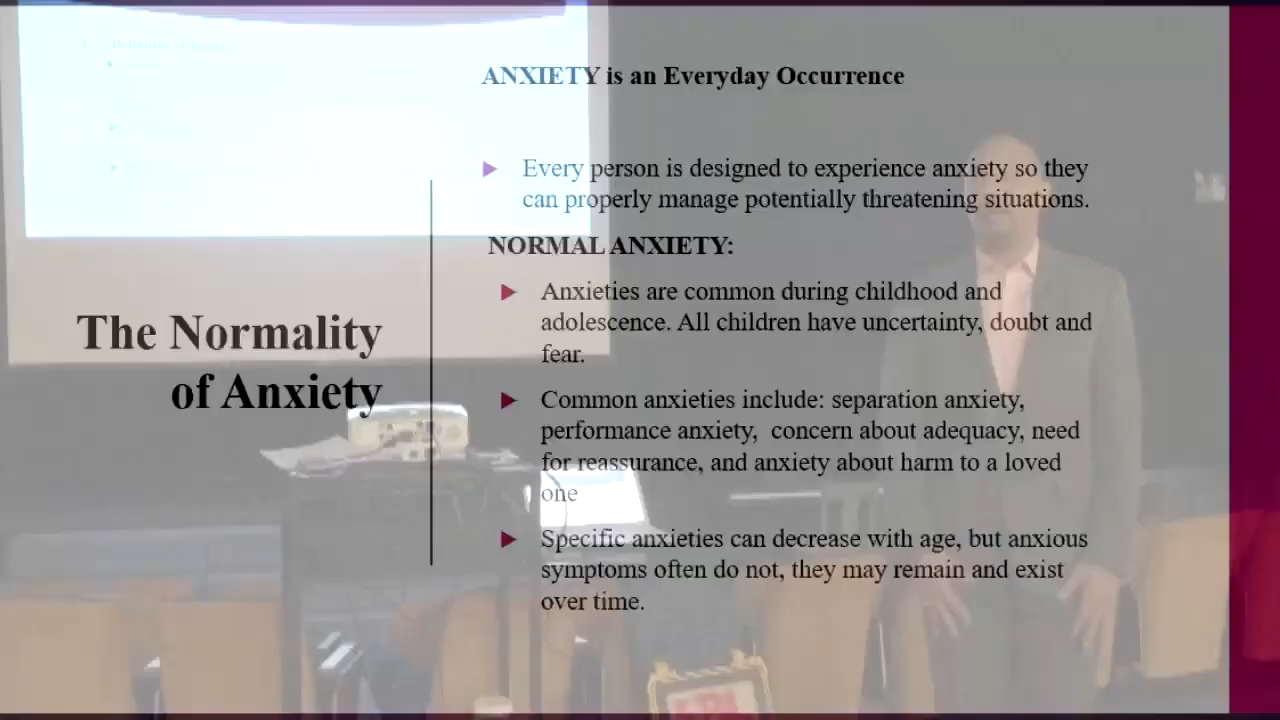 The Normality
of Anxiety
ANXIETY is an Everyday Occurrence
Every person is designed to experience anxiety so they
can properly manage potentially threatening situations.
NORMAL ANXIETY:
Anxieties are common during childhood and
adolescence. All children have uncertainty, doubt and
fear.
Common anxieties include: separation anxiety,
performance anxiety, concern about adequacy, need
for reassurance, and anxiety about harm to a loved
one
Specific anxieties can decrease with age, but anxious
symptoms often do not, they may remain and exist
over time.